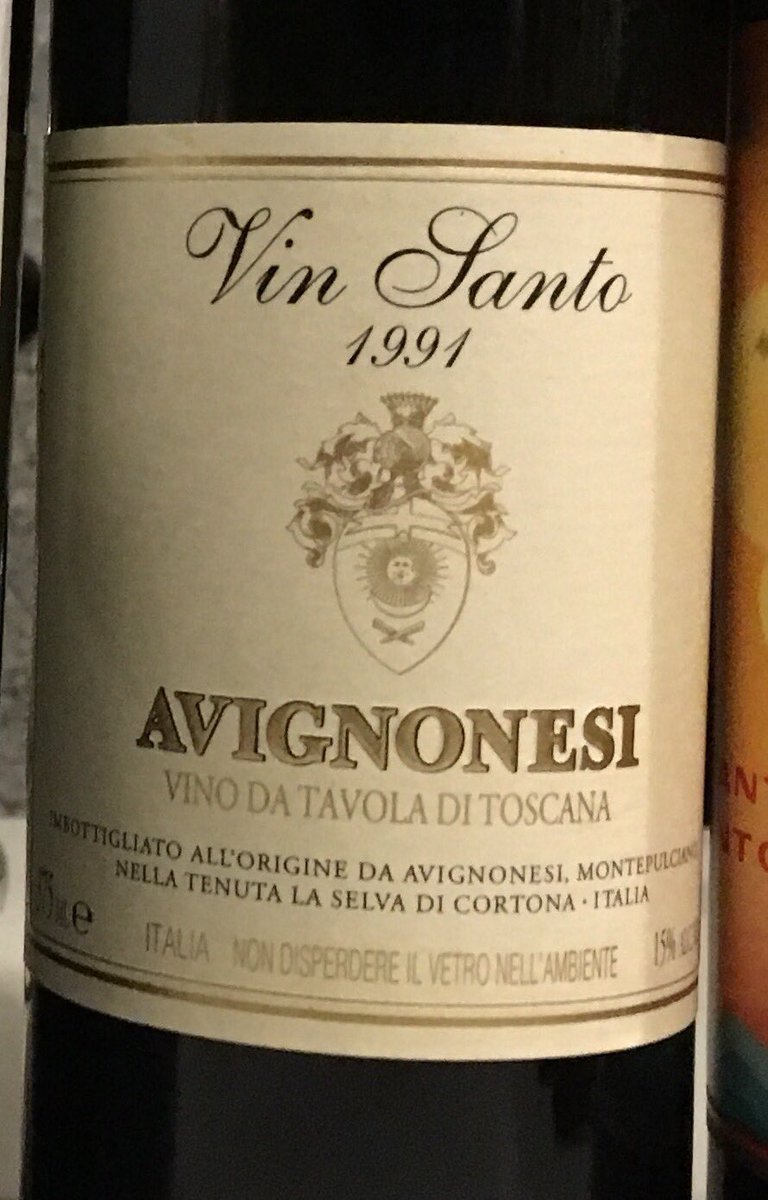 Vin Santo
1991
AVIGNONESI
VINO DA TAVOLA DI TOSCANA
IMBOTTIGLIATO ALL'ORIGINE DA AVIGNONESI, MONTEPULCIANO
NELLA TENUTA LA SELVA DI CORTONA · ITALIA
e
ITALIA NON DISPERDERE IL VETRO NELL'AMBIENTE 15%